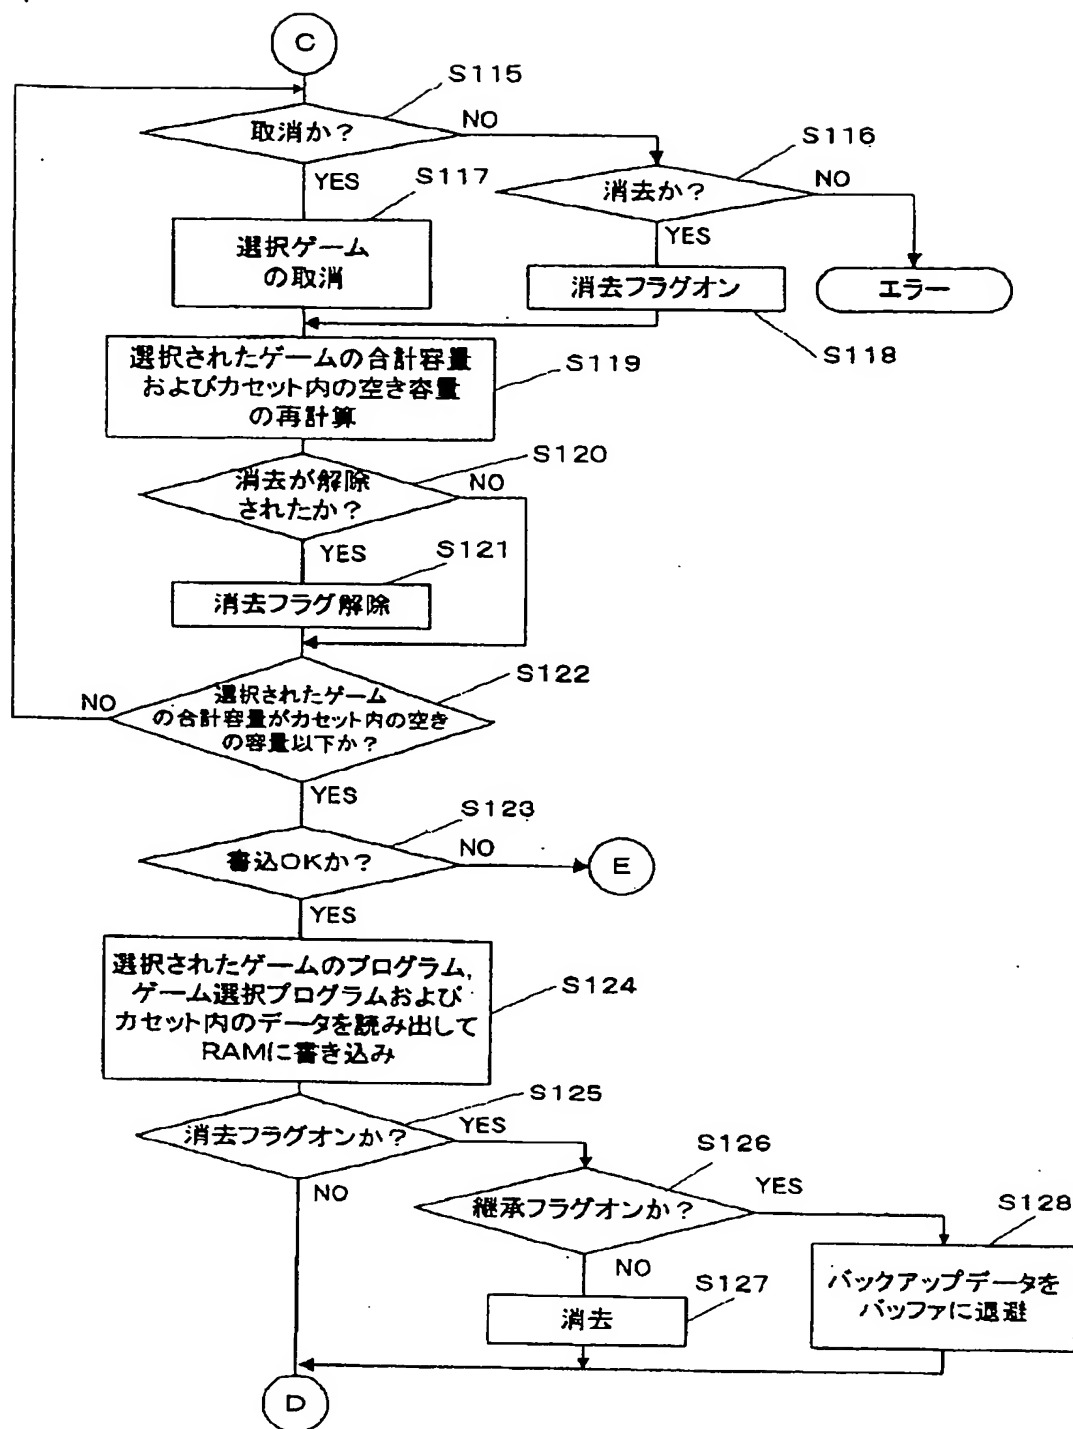 C
S115
取消か?
NO
S116
YES
S117
消去か?
NO
YES
選択ゲーム
の取消
消去フラグオン
エラー
S118
選択されたゲームの合計容量
およびカセット内の空き容量
の再計算
S119
S120
消去が解除
されたか?
NO
YES
S121
消去フラグ解除
S122
NO
選択されたゲーム
の合計容量がカセット内の空き
の容量以下か?
YES
S123
書込OKか?
NO
E
YES
選択されたゲームのプログラム,
ゲーム選択プログラムおよび
カセット内のデータを読み出して
RAMに書き込み
S124
S125
消去フラグオンか?
YES
S126
NO
継承フラグオンか?
YES
S128
NO
S127
消去
バックアップデータを
バッファに退避
D